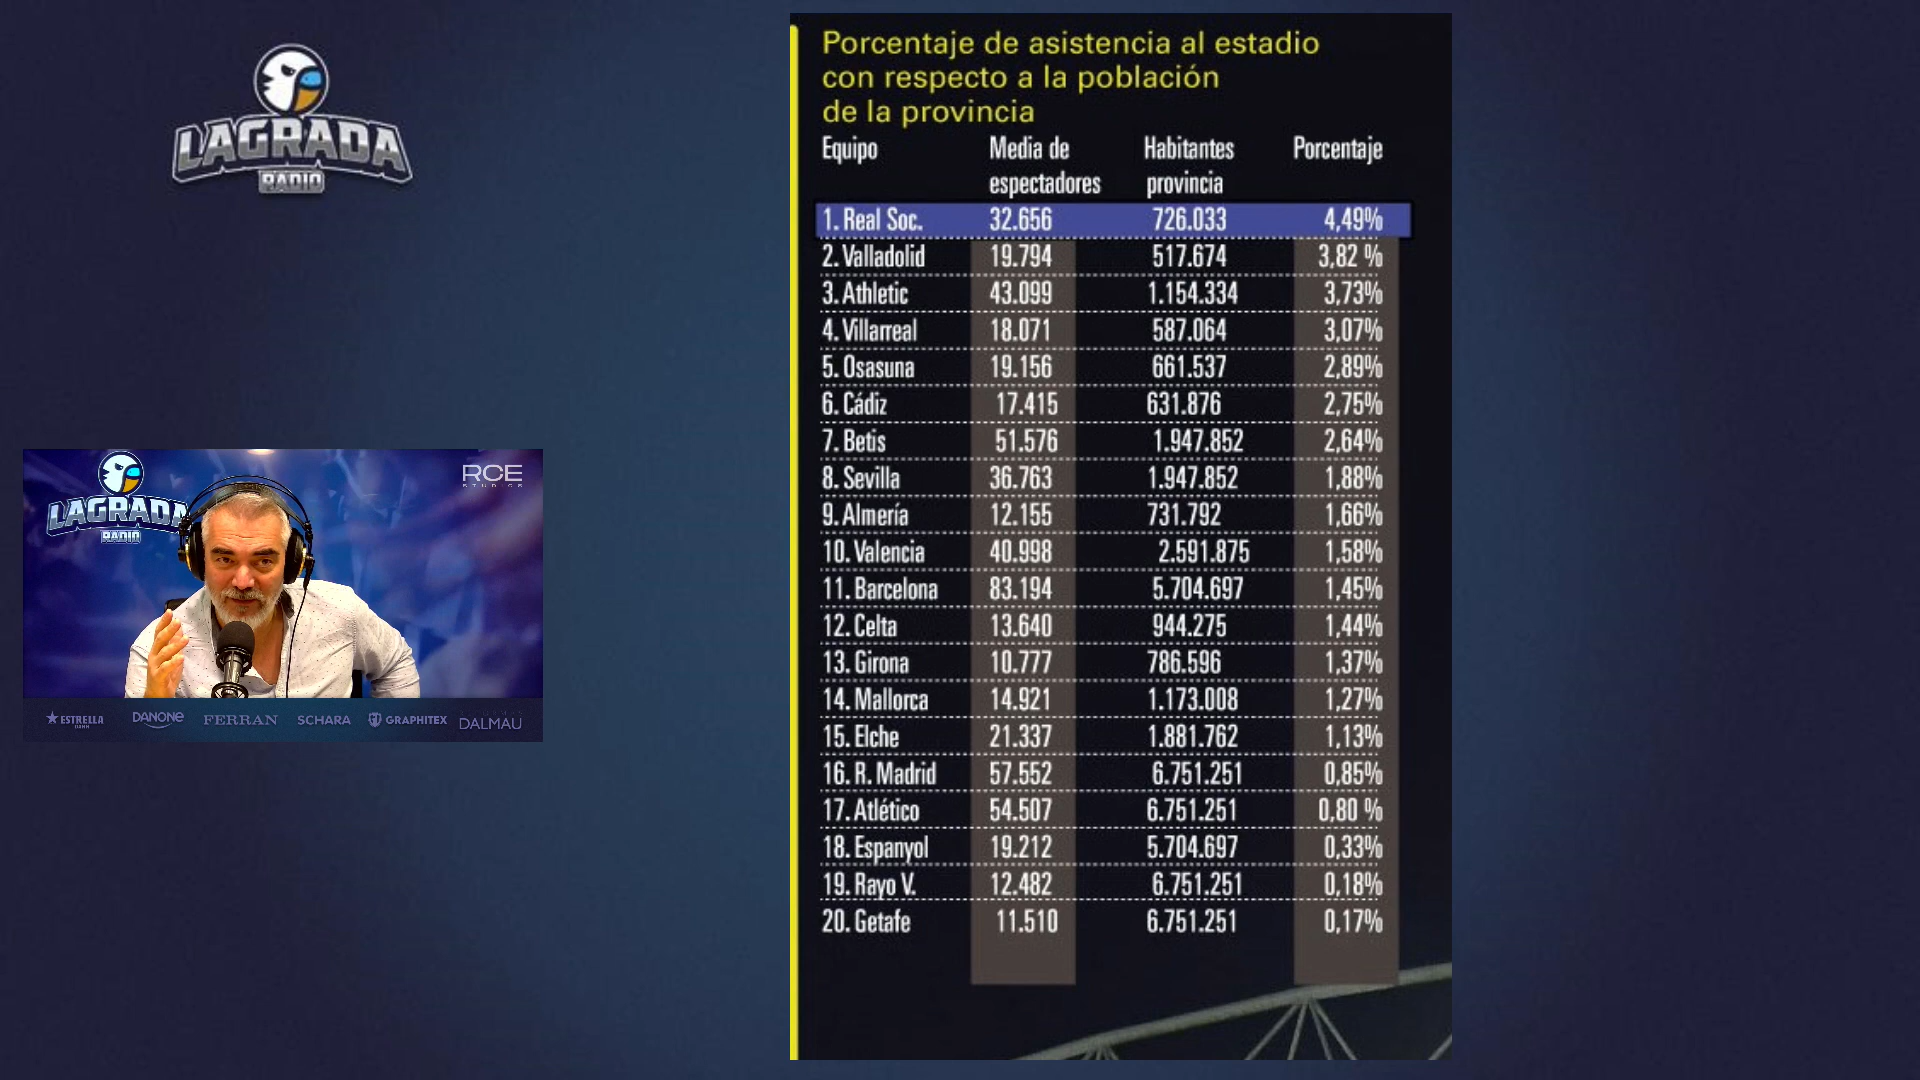 LAGRADA
RADIO
Porcentaje de asistencia al estadio
con respecto a la población
de la provincia
Equipo Media de espectadores Habitantes provincia Porcentaje
1. Real Soc. 32.656 726.033 4,49%
2. Valladolid 19.794 517.674 3,82 %
3. Athletic 43.099 1.154.334 3,73%
4. Villarreal 18.071 587.064 3,07%
5. Osasuna 19.156 661.537 2,89%
6. Cádiz 17.415 631.876 2,75%
7. Betis 51.576 1.947.852 2,64%
8. Sevilla 36.763 1.947.852 1,88%
9. Almería 12.155 731.792 1,66%
10. Valencia 40.998 2.591.875 1,58%
11. Barcelona 83.194 5.704.697 1,45%
12. Celta 13.640 944.275 1,44%
13. Girona 10.777 786.596 1,37%
14. Mallorca 14.921 1.173.008 1,27%
15. Elche 21.337 1.881.762 1,13%
16. R. Madrid 57.552 6.751.251 0,85%
17. Atlético 54.507 6.751.251 0,80 %
18. Espanyol 19.212 5.704.697 0,33%
19. Rayo V. 12.482 6.751.251 0,18%
20. Getafe 11.510 6.751.251 0,17%
LAGRADA
RADIO
RCE
STUDIOS
ESTRELLA
DAMM
DANONE
FERRAN
SCHARA
GRAPHITEX
DALMAU